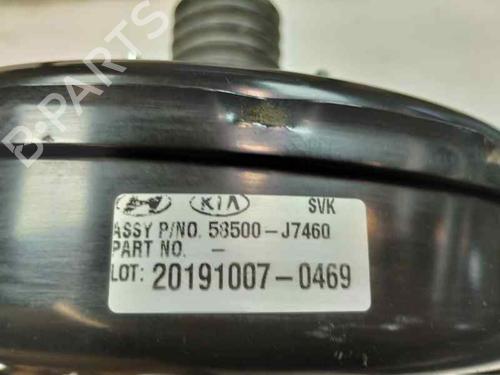 B-PARTS
KIA SVK
ASSY P/NO. 58500-J7460
PART NO. -
LOT: 20191007-0469